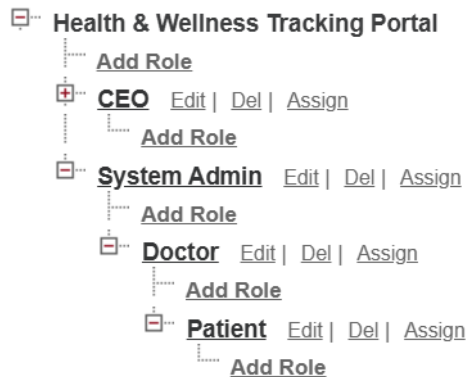 Health & Wellness Tracking Portal
Add Role
CEO Edit | Del | Assign
Add Role
System Admin Edit | Del | Assign
Add Role
Doctor Edit | Del | Assign
Add Role
Patient Edit | Del | Assign
Add Role